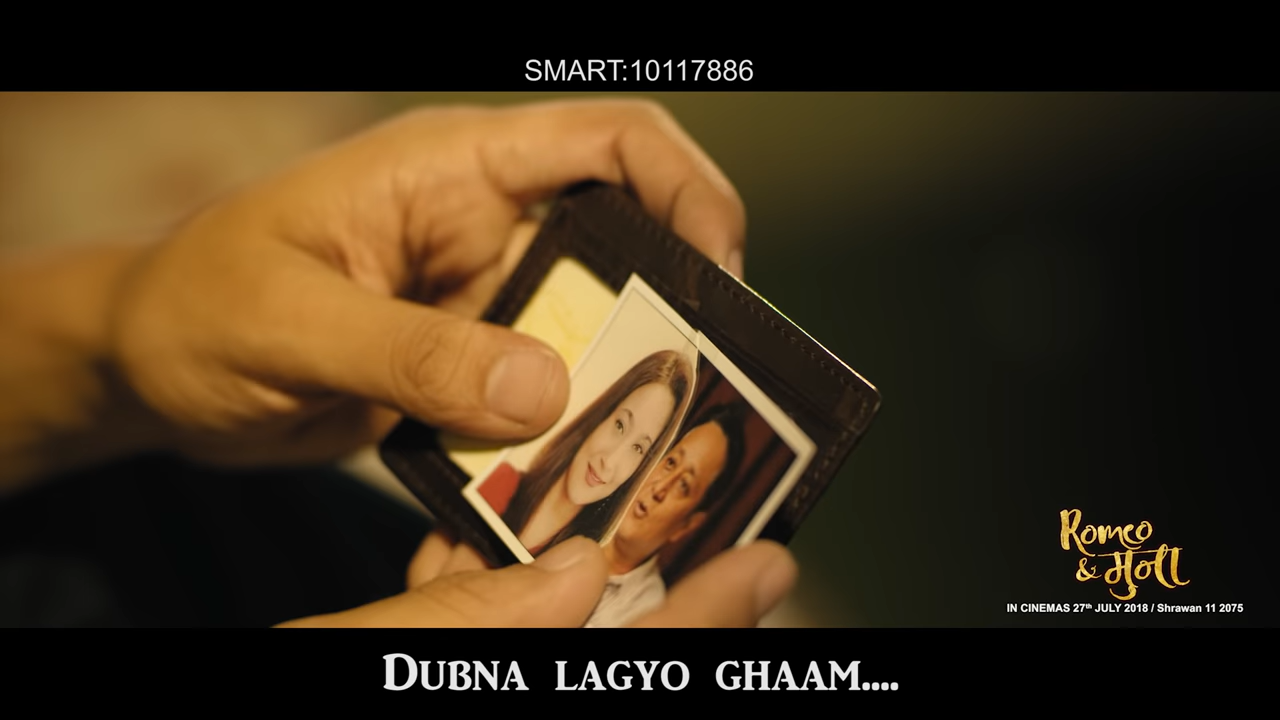 SMART:10117886
Romeo
& मुना
IN CINEMAS 27th JULY 2018 / Shrawan 11 2075
DUBNA LAGYO GHAAM....